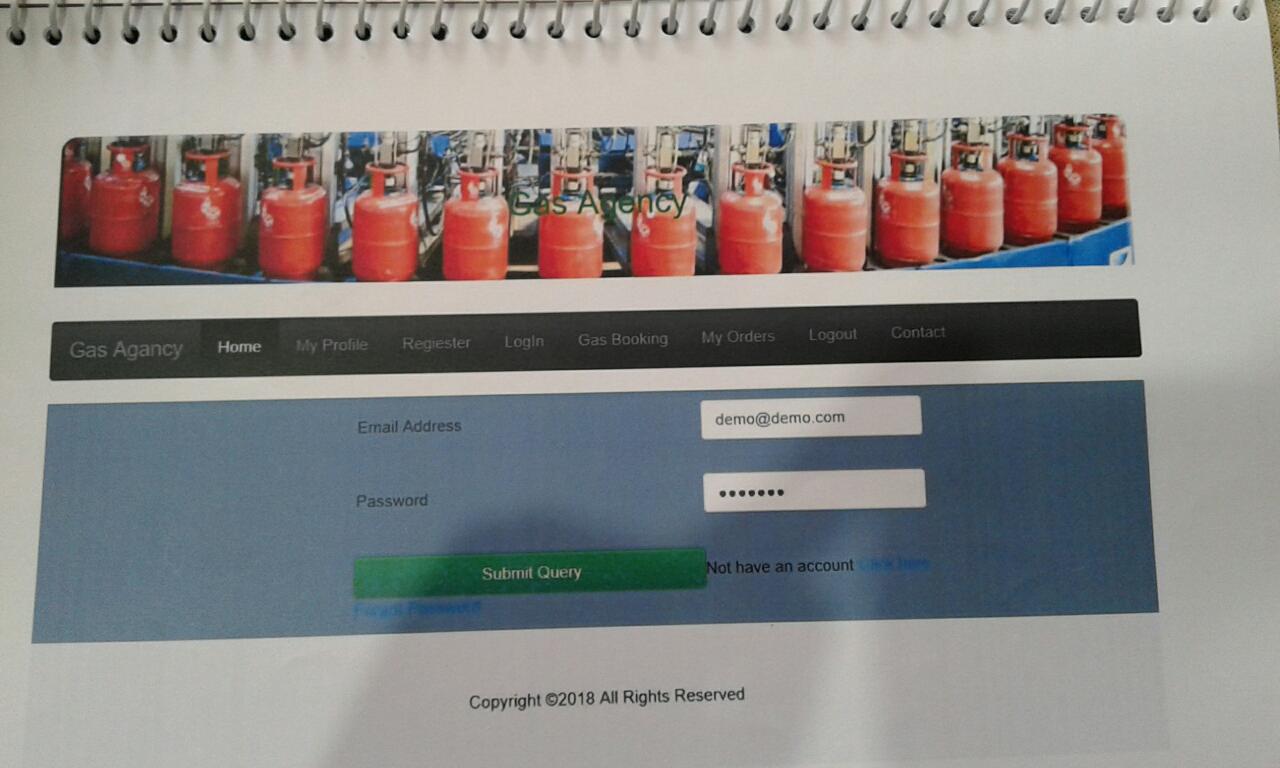 Gas Agency
Gas Agancy Home My Profile Regiester LogIn Gas Booking My Orders Logout Contact
Email Address demo@demo.com
Password •••••••
Submit Query Not have an account Click here
Forgot Password
Copyright ©2018 All Rights Reserved